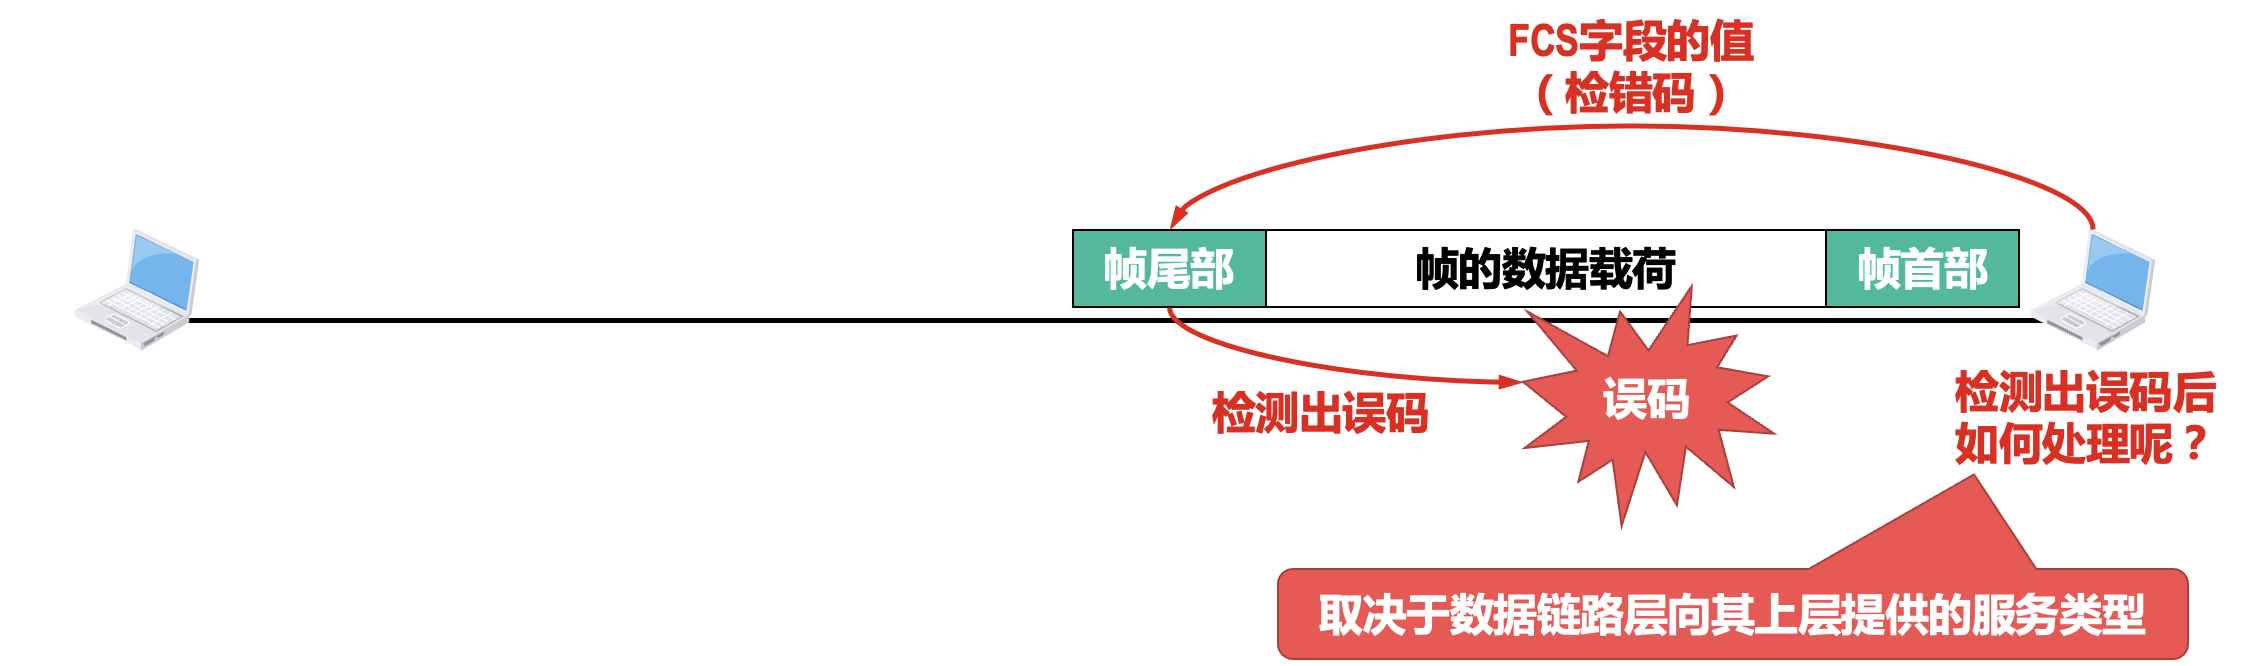 FCS字段的值
（检错码）
帧尾部
帧的数据载荷
帧首部
检测出误码
误码
检测出误码后
如何处理呢？
取决于数据链路层向其上层提供的服务类型